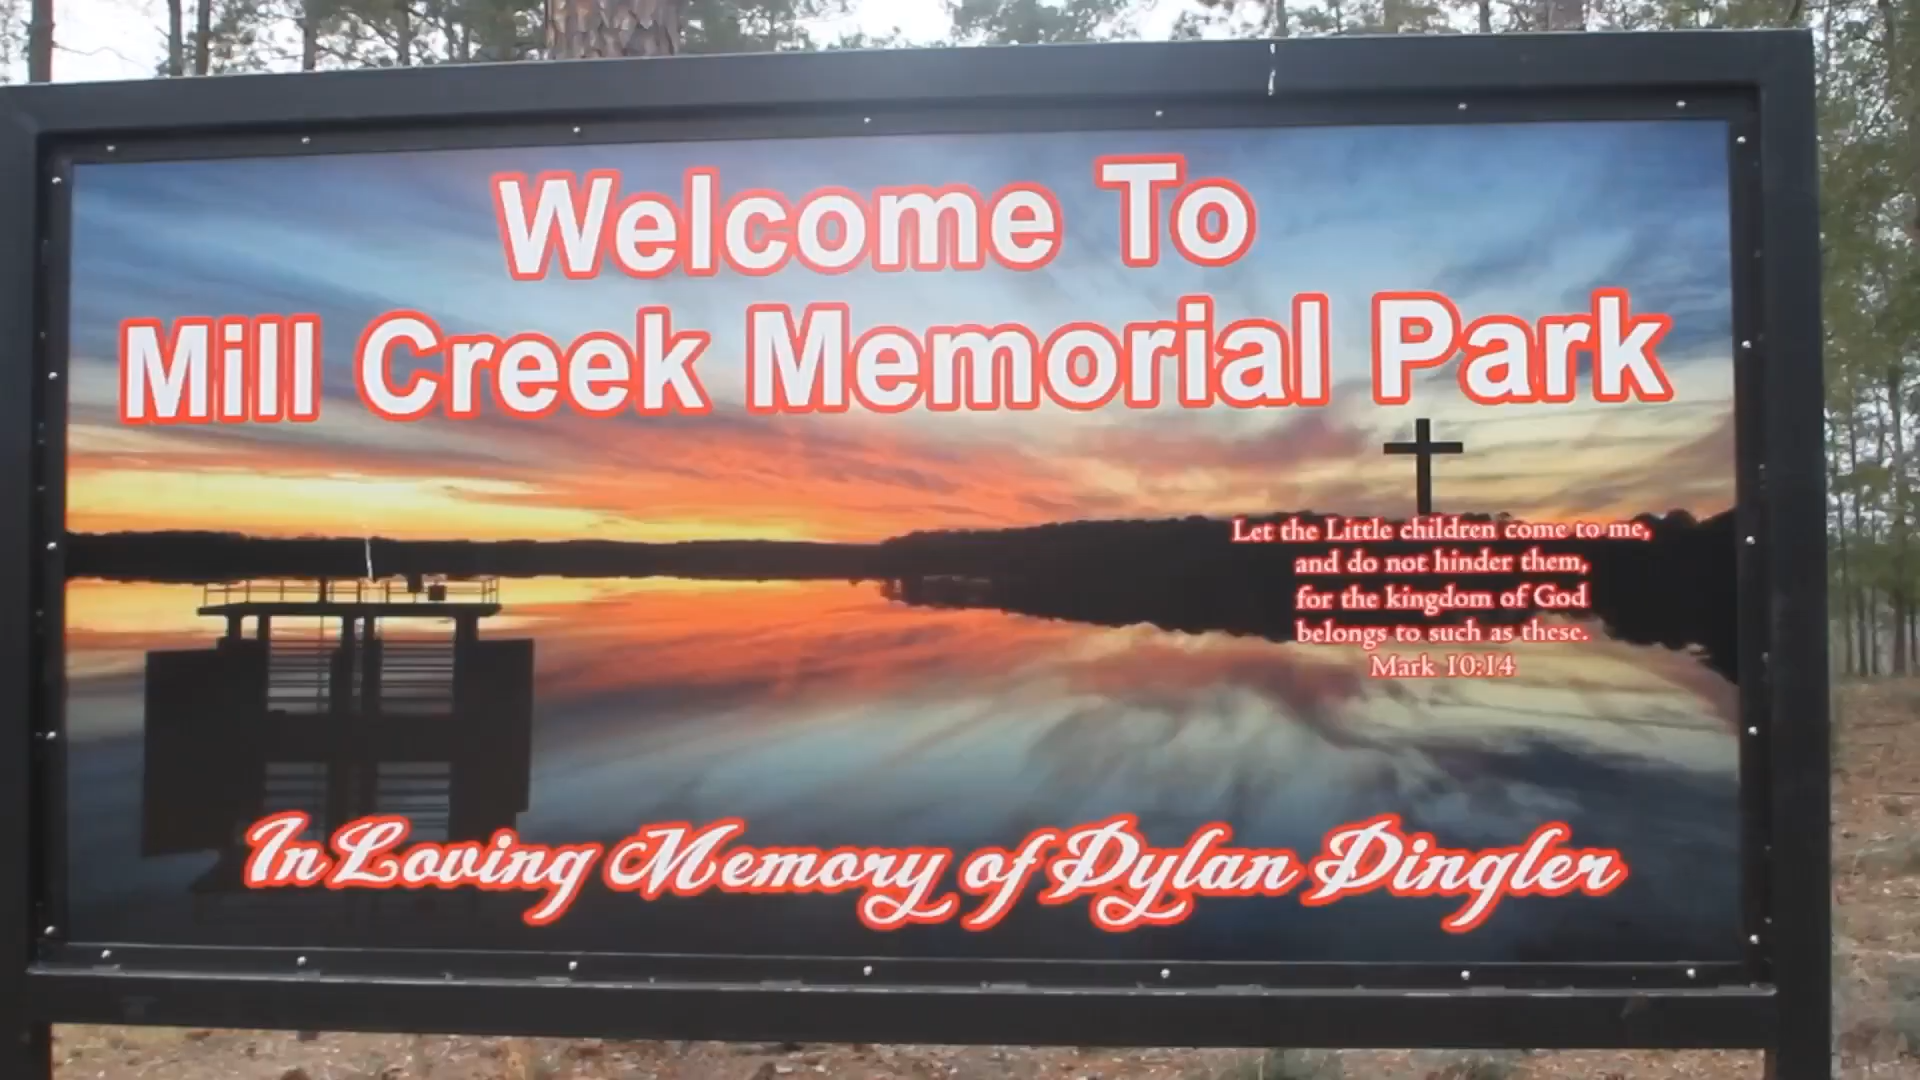 Welcome To
Mill Creek Memorial Park
Let the Little children come to me,
and do not hinder them,
for the kingdom of God
belongs to such as these.
Mark 10:14
In Loving Memory of Dylan Dingler